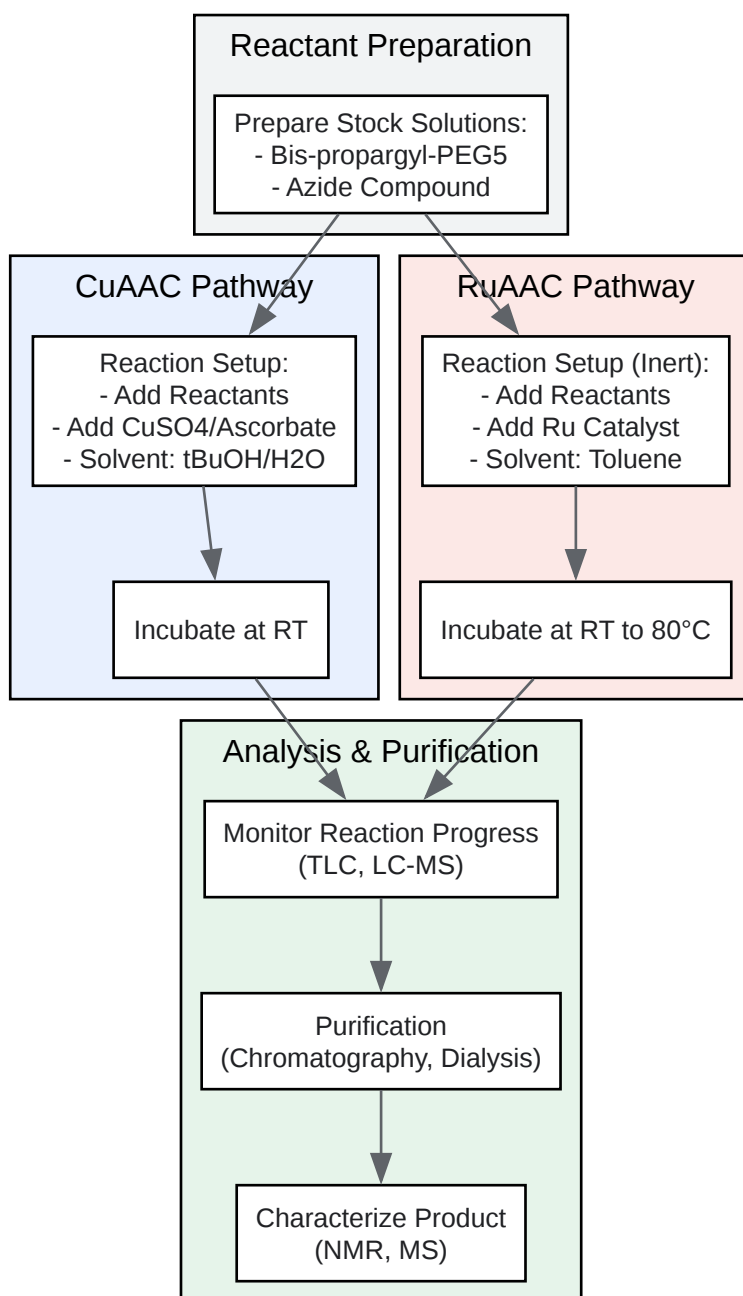 Reactant Preparation
Prepare Stock Solutions:
- Bis-propargyl-PEG5
- Azide Compound
CuAAC Pathway
Reaction Setup:
- Add Reactants
- Add CuSO4/Ascorbate
- Solvent: tBuOH/H2O
Incubate at RT
RuAAC Pathway
Reaction Setup (Inert):
- Add Reactants
- Add Ru Catalyst
- Solvent: Toluene
Incubate at RT to 80°C
Analysis & Purification
Monitor Reaction Progress
(TLC, LC-MS)
Purification
(Chromatography, Dialysis)
Characterize Product
(NMR, MS)